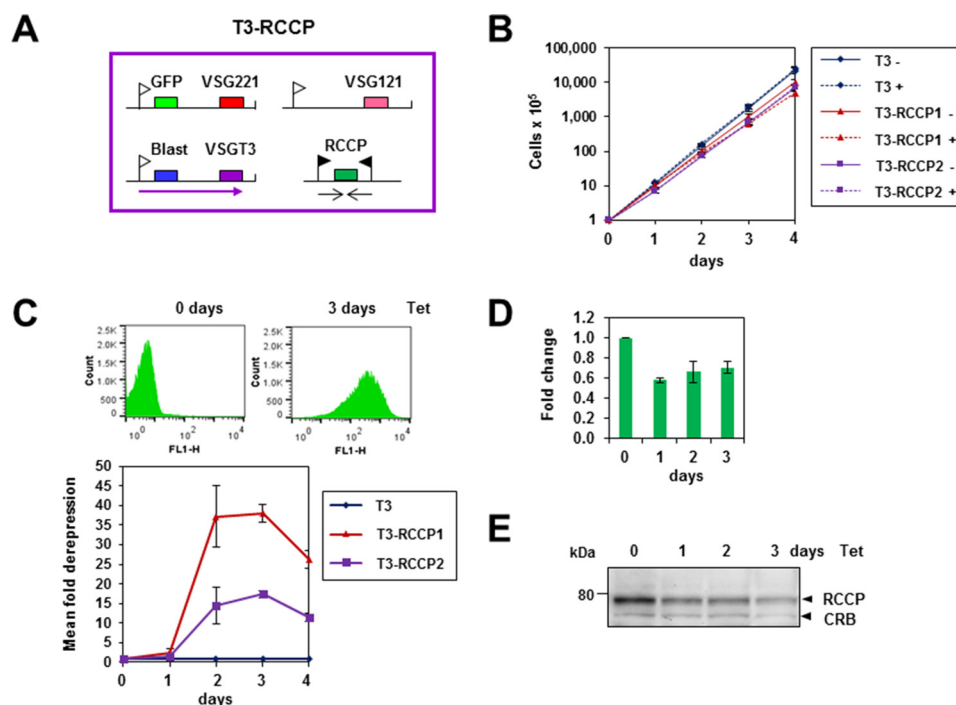 A
T3-RCCP
GFP VSG221 VSG121
Blast VSGT3 RCCP
B
100,000
10,000
1,000
100
10
1
Cells x 10⁵
0 1 2 3 4
days
T3 -
T3 +
T3-RCCP1 -
T3-RCCP1 +
T3-RCCP2 -
T3-RCCP2 +
C
0 days 3 days Tet
2.5K
2.0K
1.5K
1.0K
500
0
Count
10⁰ 10² 10⁴
FL1-H
2.5K
2.0K
1.5K
1.0K
500
0
Count
10⁰ 10² 10⁴
FL1-H
50
45
40
35
30
25
20
15
10
5
0
Mean fold derepression
0 1 2 3 4
days
T3
T3-RCCP1
T3-RCCP2
D
1.2
1.0
0.8
0.6
0.4
0.2
0.0
Fold change
0 1 2 3
days
E
kDa 0 1 2 3 days Tet
80
RCCP
CRB